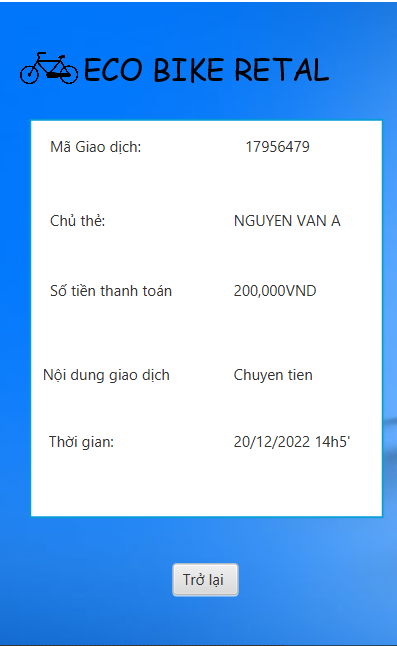 ECO BIKE RETAL
Mã Giao dịch: 17956479
Chủ thẻ: NGUYEN VAN A
Số tiền thanh toán 200,000VND
Nội dung giao dịch Chuyen tien
Thời gian: 20/12/2022 14h5'
Trở lại